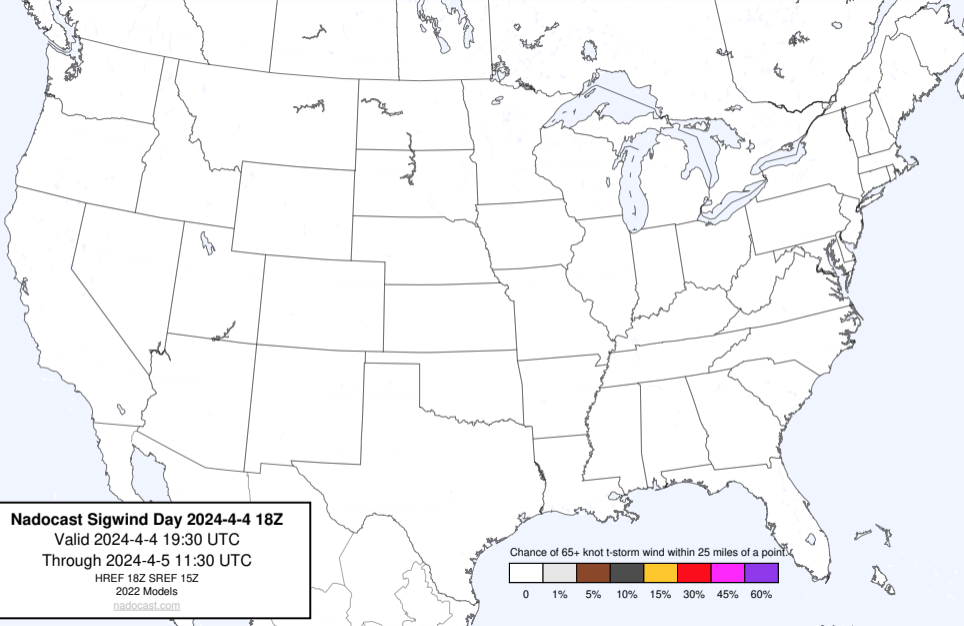 Nadocast Sigwind Day 2024-4-4 18Z
Valid 2024-4-4 19:30 UTC
Through 2024-4-5 11:30 UTC
HREF 18Z SREF 15Z
2022 Models
nadocast.com
Chance of 65+ knot t-storm wind within 25 miles of a point.
0 1% 5% 10% 15% 30% 45% 60%